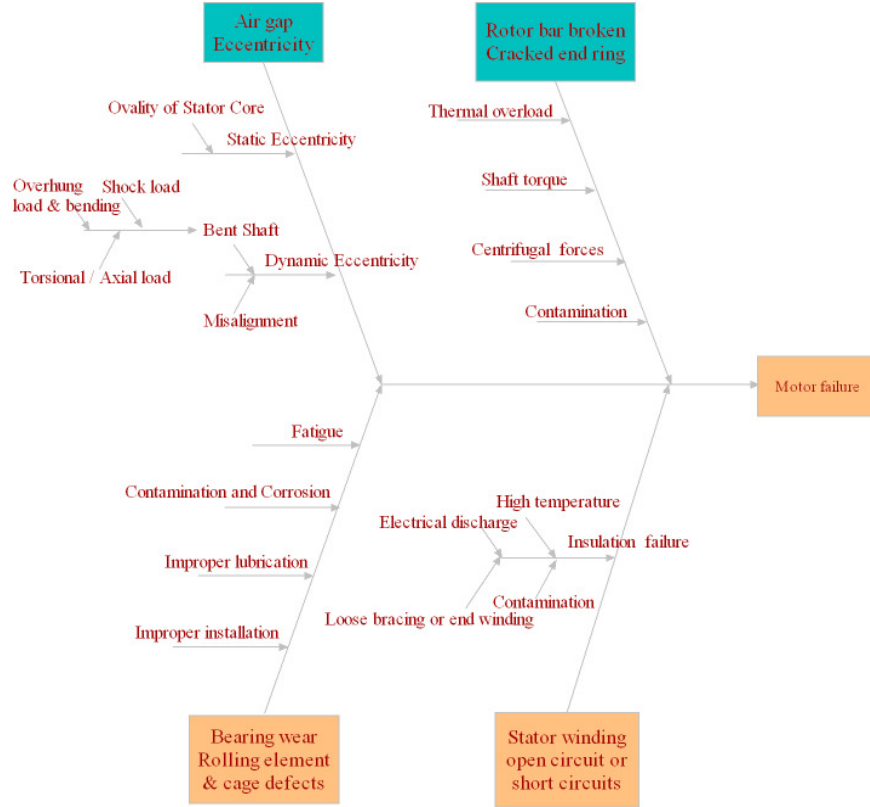 Air gap
Eccentricity
Rotor bar broken
Cracked end ring
Ovality of Stator Core
Static Eccentricity
Overhung
load & bending
Shock load
Bent Shaft
Torsional / Axial load
Dynamic Eccentricity
Misalignment
Thermal overload
Shaft torque
Centrifugal forces
Contamination
Motor failure
Fatigue
Contamination and Corrosion
Improper lubrication
Improper installation
High temperature
Electrical discharge
Insulation failure
Contamination
Loose bracing or end winding
Bearing wear
Rolling element
& cage defects
Stator winding
open circuit or
short circuits